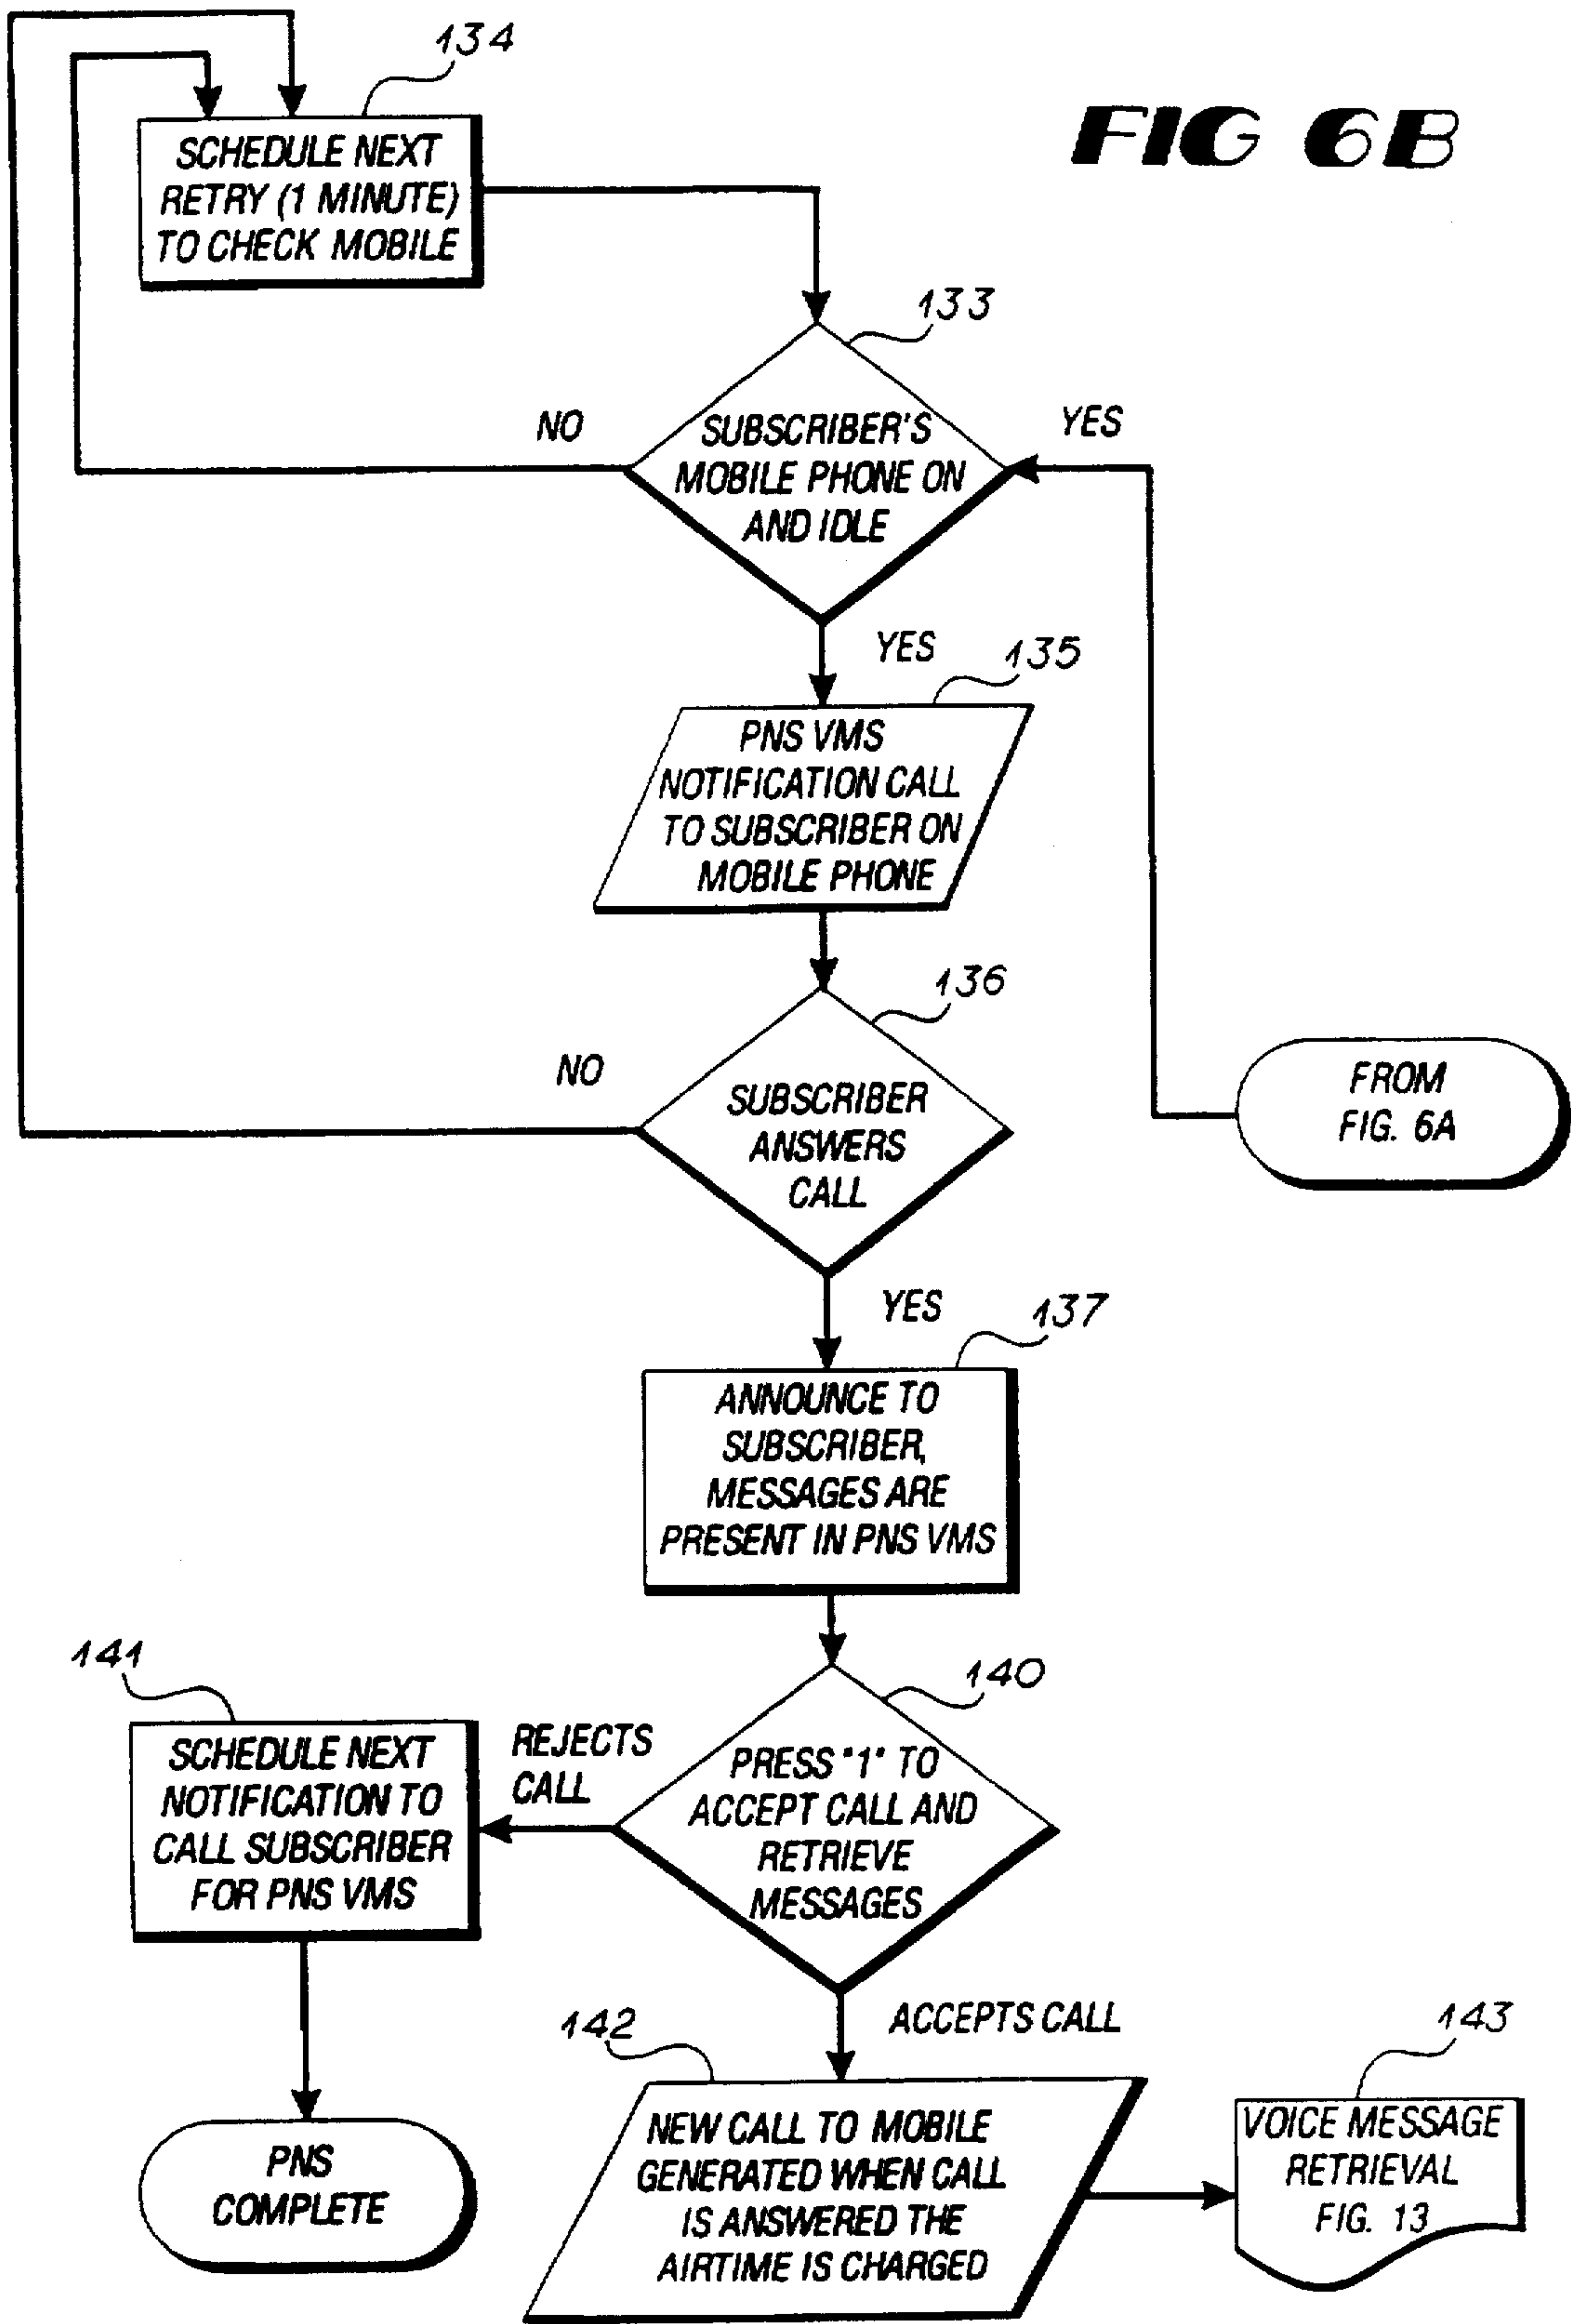 FIG 6B
134
SCHEDULE NEXT
RETRY (1 MINUTE)
TO CHECK MOBILE
133
NO
SUBSCRIBER'S
MOBILE PHONE ON
AND IDLE
YES
YES
135
PNS VMS
NOTIFICATION CALL
TO SUBSCRIBER ON
MOBILE PHONE
136
NO
SUBSCRIBER
ANSWERS
CALL
FROM
FIG. 6A
YES
137
ANNOUNCE TO
SUBSCRIBER,
MESSAGES ARE
PRESENT IN PNS VMS
141
140
SCHEDULE NEXT
NOTIFICATION TO
CALL SUBSCRIBER
FOR PNS VMS
REJECTS
CALL
PRESS "1" TO
ACCEPT CALL AND
RETRIEVE
MESSAGES
PNS
COMPLETE
ACCEPTS CALL
142
NEW CALL TO MOBILE
GENERATED WHEN CALL
IS ANSWERED THE
AIRTIME IS CHARGED
143
VOICE MESSAGE
RETRIEVAL
FIG. 13